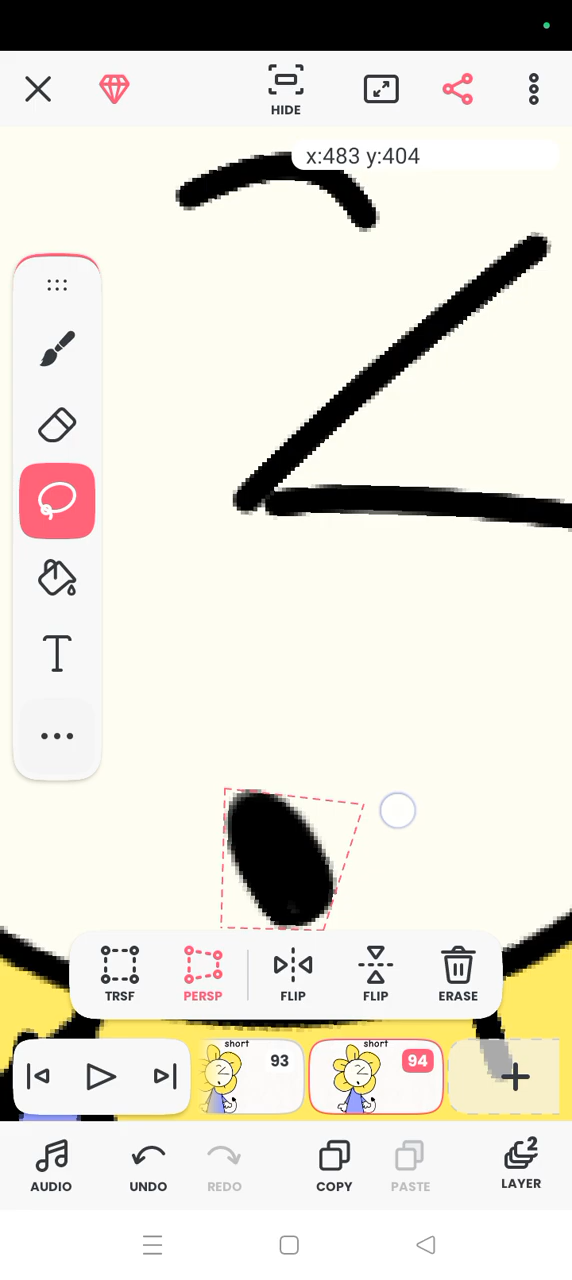 HIDE
x:483 y:404
TRSF
PERSP
FLIP
FLIP
ERASE
short
93
short
94
AUDIO
UNDO
REDO
COPY
PASTE
2
LAYER